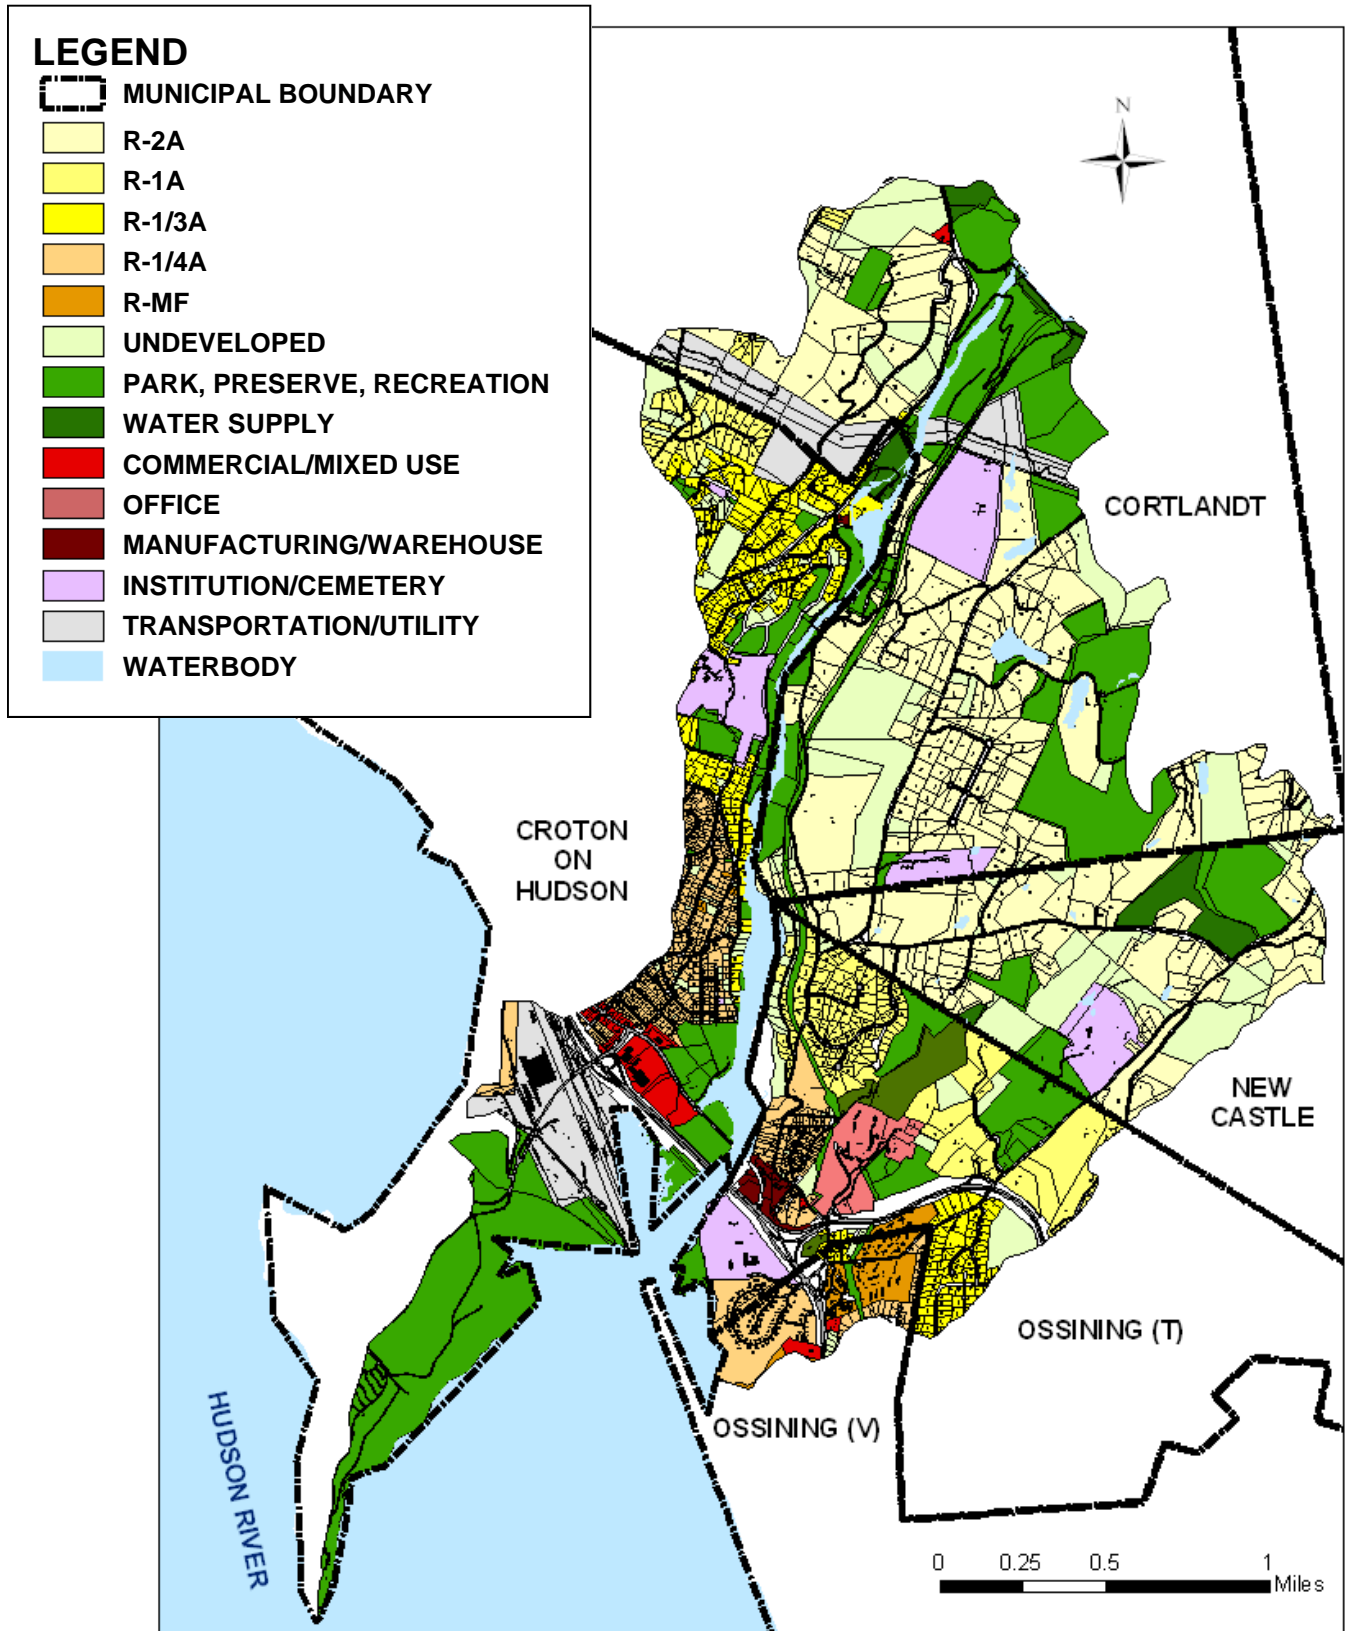 LEGEND
MUNICIPAL BOUNDARY
R-2A
R-1A
R-1/3A
R-1/4A
R-MF
UNDEVELOPED
PARK, PRESERVE, RECREATION
WATER SUPPLY
COMMERCIAL/MIXED USE
OFFICE
MANUFACTURING/WAREHOUSE
INSTITUTION/CEMETERY
TRANSPORTATION/UTILITY
WATERBODY
N
CORTLANDT
CROTON
ON
HUDSON
NEW
CASTLE
OSSINING (T)
OSSINING (V)
HUDSON RIVER
0 0.25 0.5 1
Miles